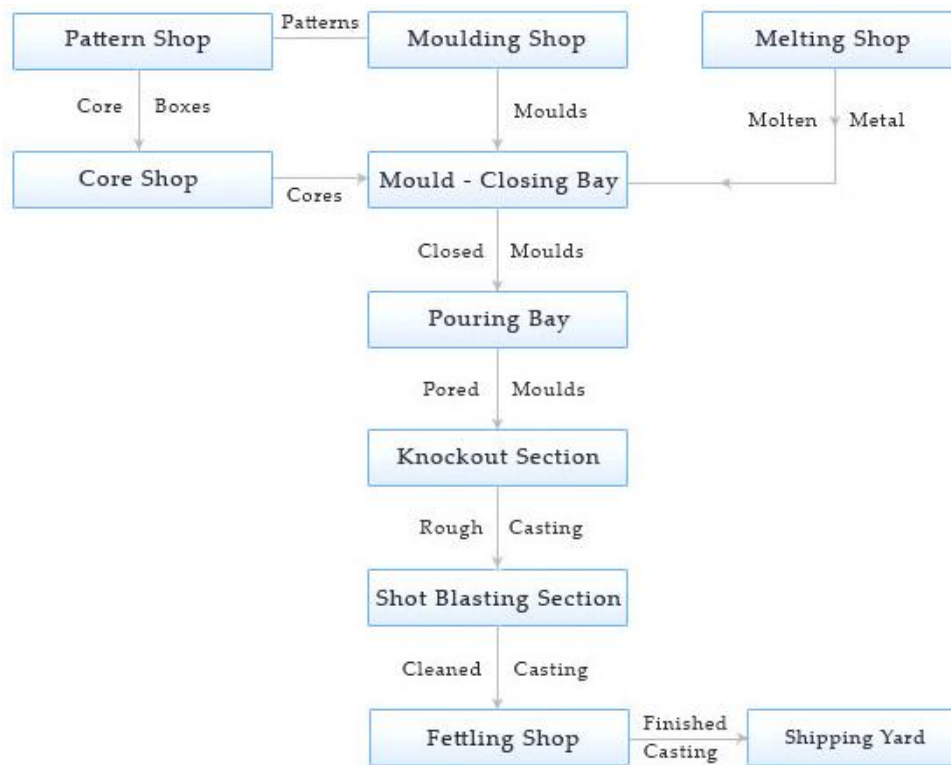 Pattern Shop
Patterns
Moulding Shop
Melting Shop
Core Boxes
Moulds
Molten Metal
Core Shop
Cores
Mould - Closing Bay
Closed Moulds
Pouring Bay
Pored Moulds
Knockout Section
Rough Casting
Shot Blasting Section
Cleaned Casting
Fettling Shop
Finished
Casting
Shipping Yard